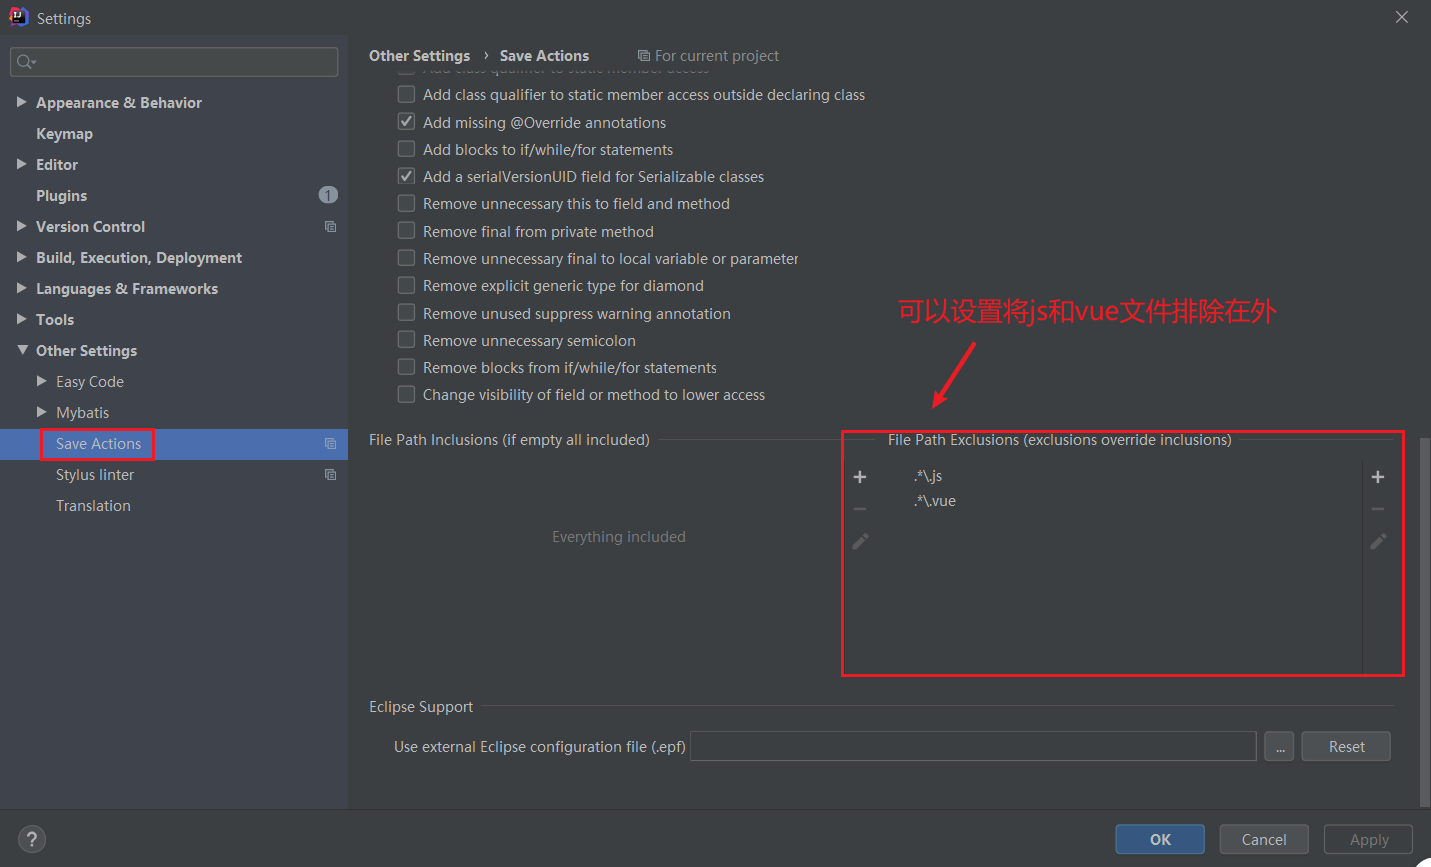 Settings
Other Settings › Save Actions For current project
Appearance & Behavior
Keymap
Editor
Plugins 1
Version Control
Build, Execution, Deployment
Languages & Frameworks
Tools
Other Settings
Easy Code
Mybatis
Save Actions
Stylus linter
Translation
Add class qualifier to static member access
Add class qualifier to static member access outside declaring class
Add missing @Override annotations
Add blocks to if/while/for statements
Add a serialVersionUID field for Serializable classes
Remove unnecessary this to field and method
Remove final from private method
Remove unnecessary final to local variable or parameter
Remove explicit generic type for diamond
Remove unused suppress warning annotation
Remove unnecessary semicolon
Remove blocks from if/while/for statements
Change visibility of field or method to lower access
可以设置将js和vue文件排除在外
File Path Inclusions (if empty all included)
Everything included
File Path Exclusions (exclusions override inclusions)
.*\.js
.*\.vue
Eclipse Support
Use external Eclipse configuration file (.epf) ... Reset
? OK Cancel Apply